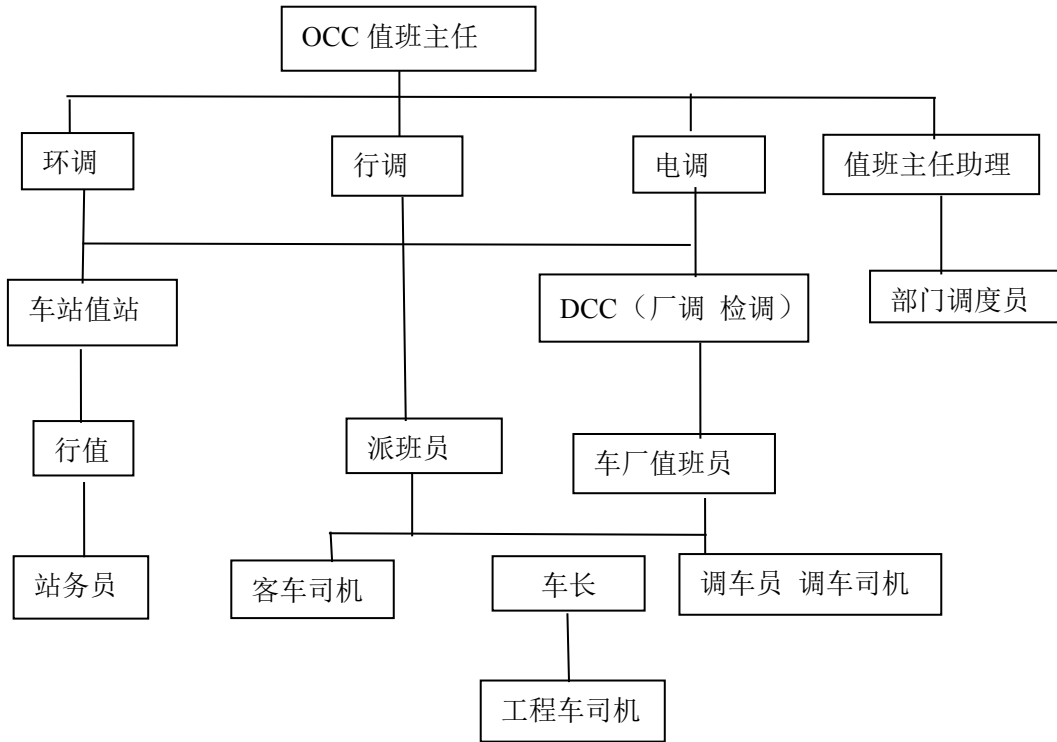 OCC 值班主任
环调
行调
电调
值班主任助理
车站值站
DCC（厂调 检调）
部门调度员
行值
派班员
车厂值班员
站务员
客车司机
车长
调车员 调车司机
工程车司机